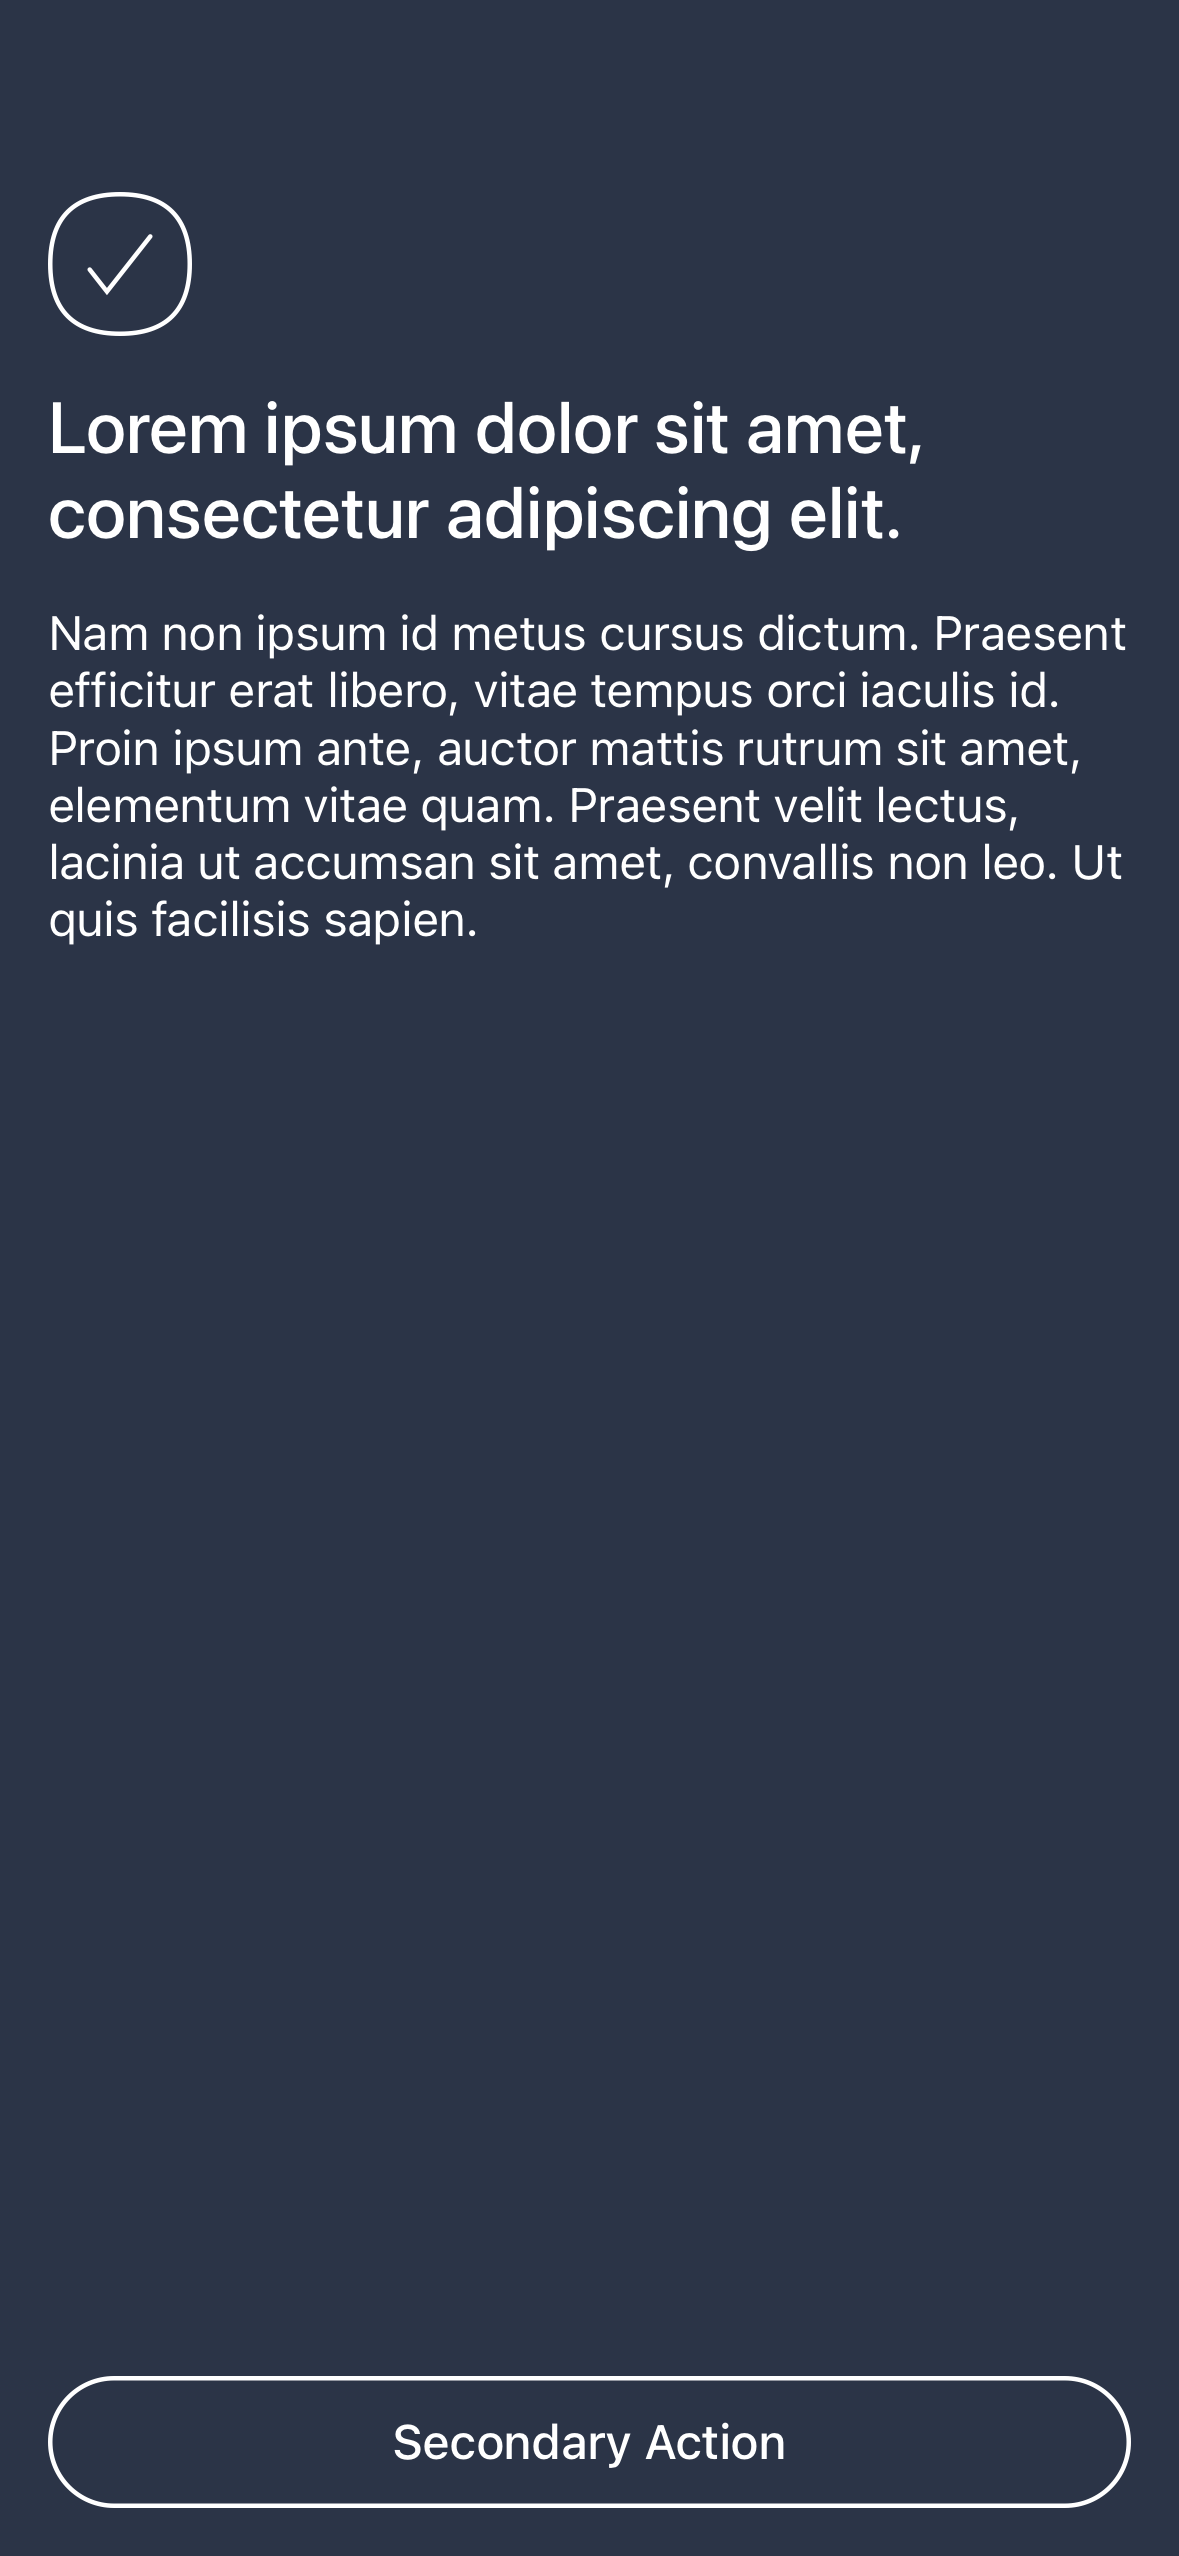 Lorem ipsum dolor sit amet,
consectetur adipiscing elit.
Nam non ipsum id metus cursus dictum. Praesent
efficitur erat libero, vitae tempus orci iaculis id.
Proin ipsum ante, auctor mattis rutrum sit amet,
elementum vitae quam. Praesent velit lectus,
lacinia ut accumsan sit amet, convallis non leo. Ut
quis facilisis sapien.
Secondary Action